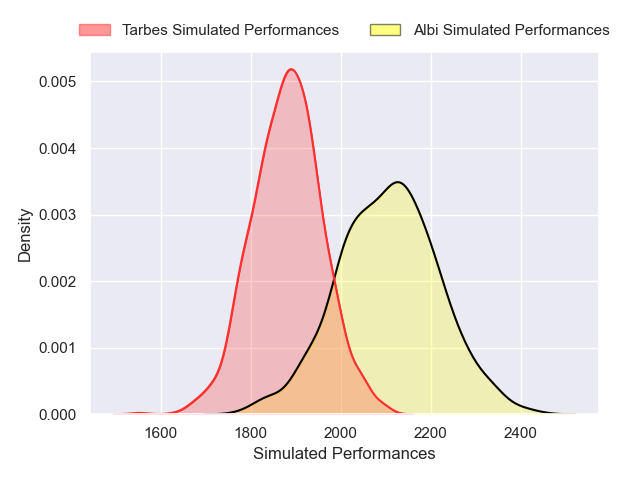 Tarbes Simulated Performances
Albi Simulated Performances
Density
0.005
0.004
0.003
0.002
0.001
0.000
1600
1800
2000
2200
2400
Simulated Performances